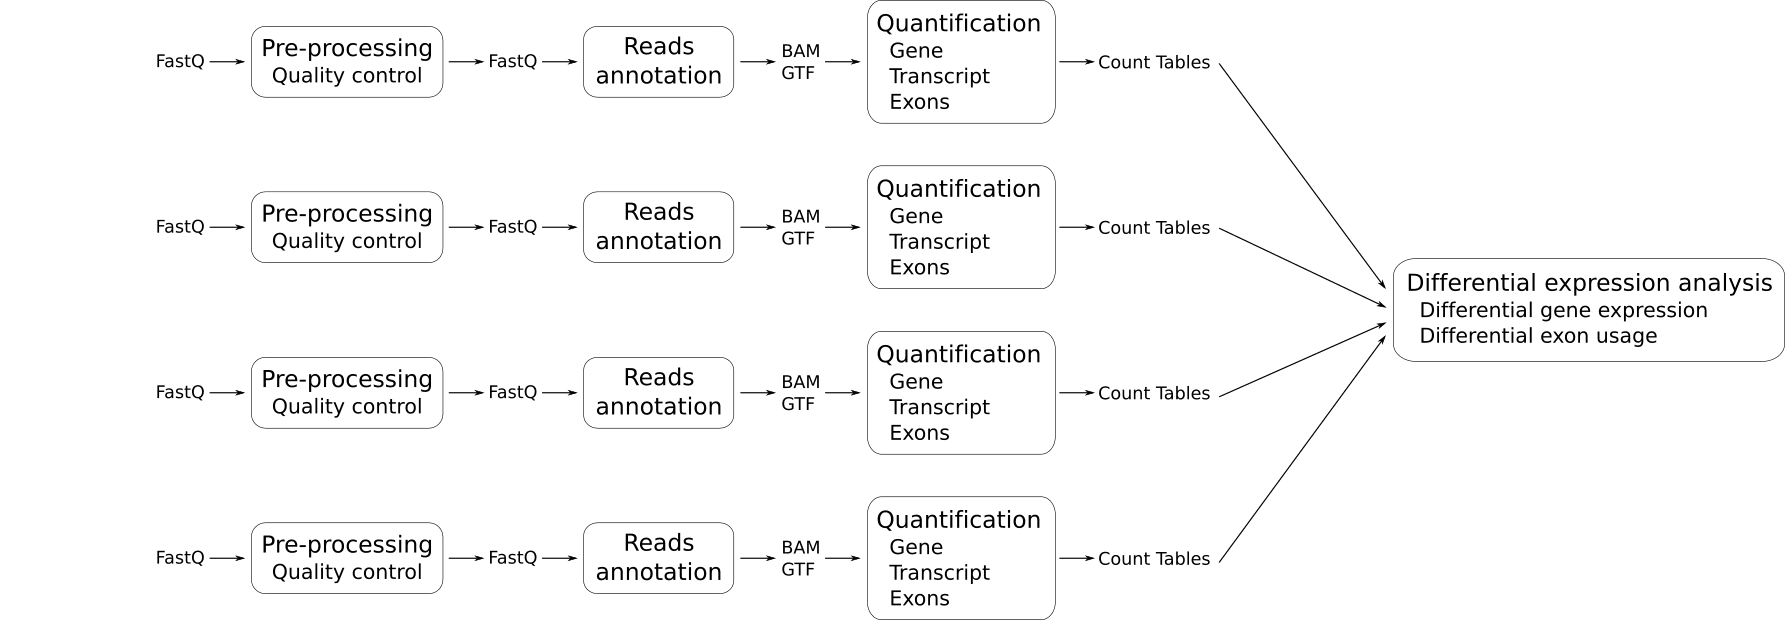 FastQ
Pre-processing
Quality control
FastQ
Reads
annotation
BAM
GTF
Quantification
Gene
Transcript
Exons
Count Tables
FastQ
Pre-processing
Quality control
FastQ
Reads
annotation
BAM
GTF
Quantification
Gene
Transcript
Exons
Count Tables
FastQ
Pre-processing
Quality control
FastQ
Reads
annotation
BAM
GTF
Quantification
Gene
Transcript
Exons
Count Tables
FastQ
Pre-processing
Quality control
FastQ
Reads
annotation
BAM
GTF
Quantification
Gene
Transcript
Exons
Count Tables
Differential expression analysis
Differential gene expression
Differential exon usage